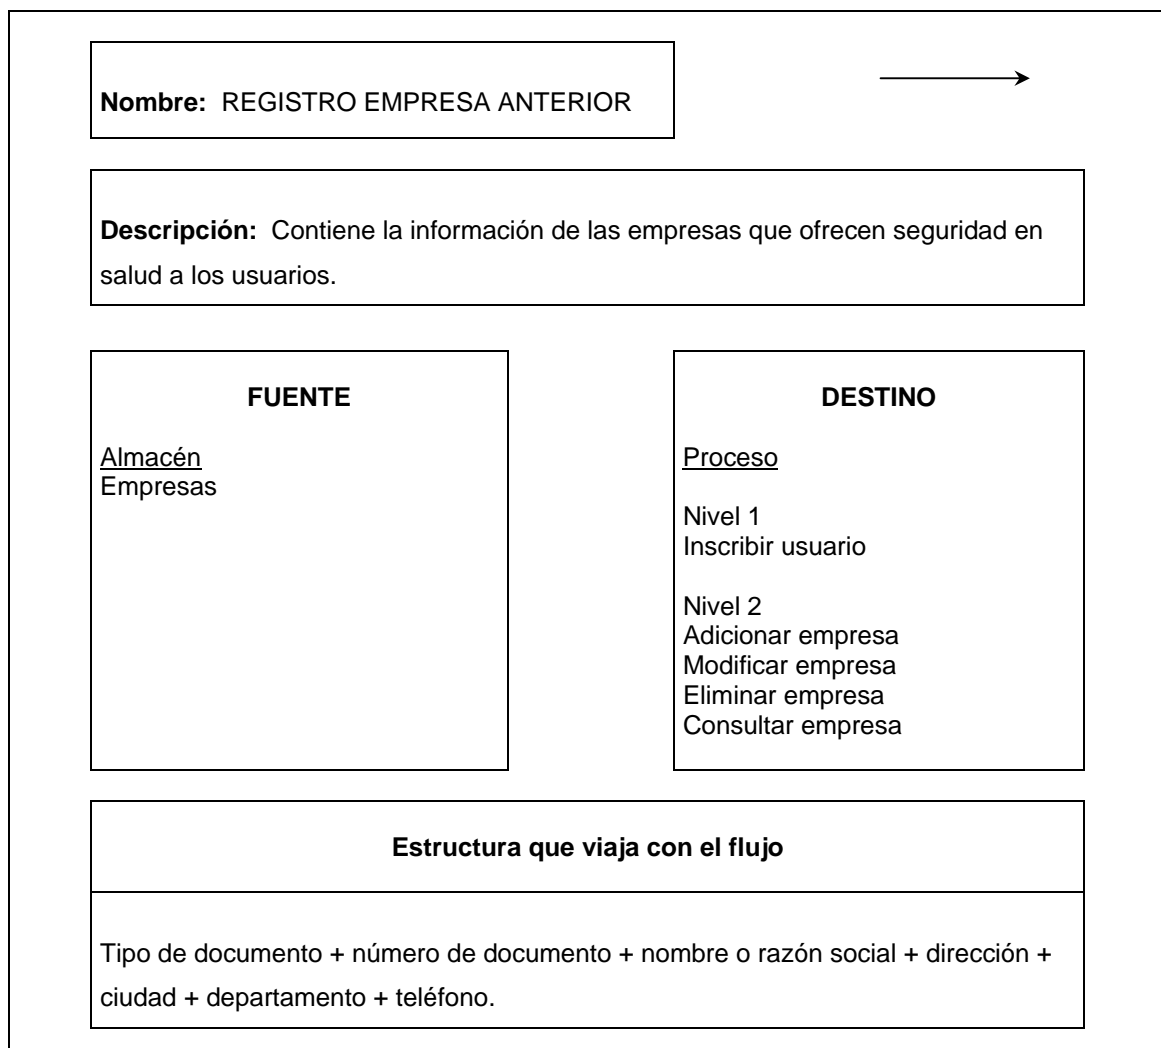 Nombre: REGISTRO EMPRESA ANTERIOR
Descripción: Contiene la información de las empresas que ofrecen seguridad en
salud a los usuarios.
FUENTE
Almacén
Empresas
DESTINO
Proceso
Nivel 1
Inscribir usuario
Nivel 2
Adicionar empresa
Modificar empresa
Eliminar empresa
Consultar empresa
Estructura que viaja con el flujo
Tipo de documento + número de documento + nombre o razón social + dirección +
ciudad + departamento + teléfono.